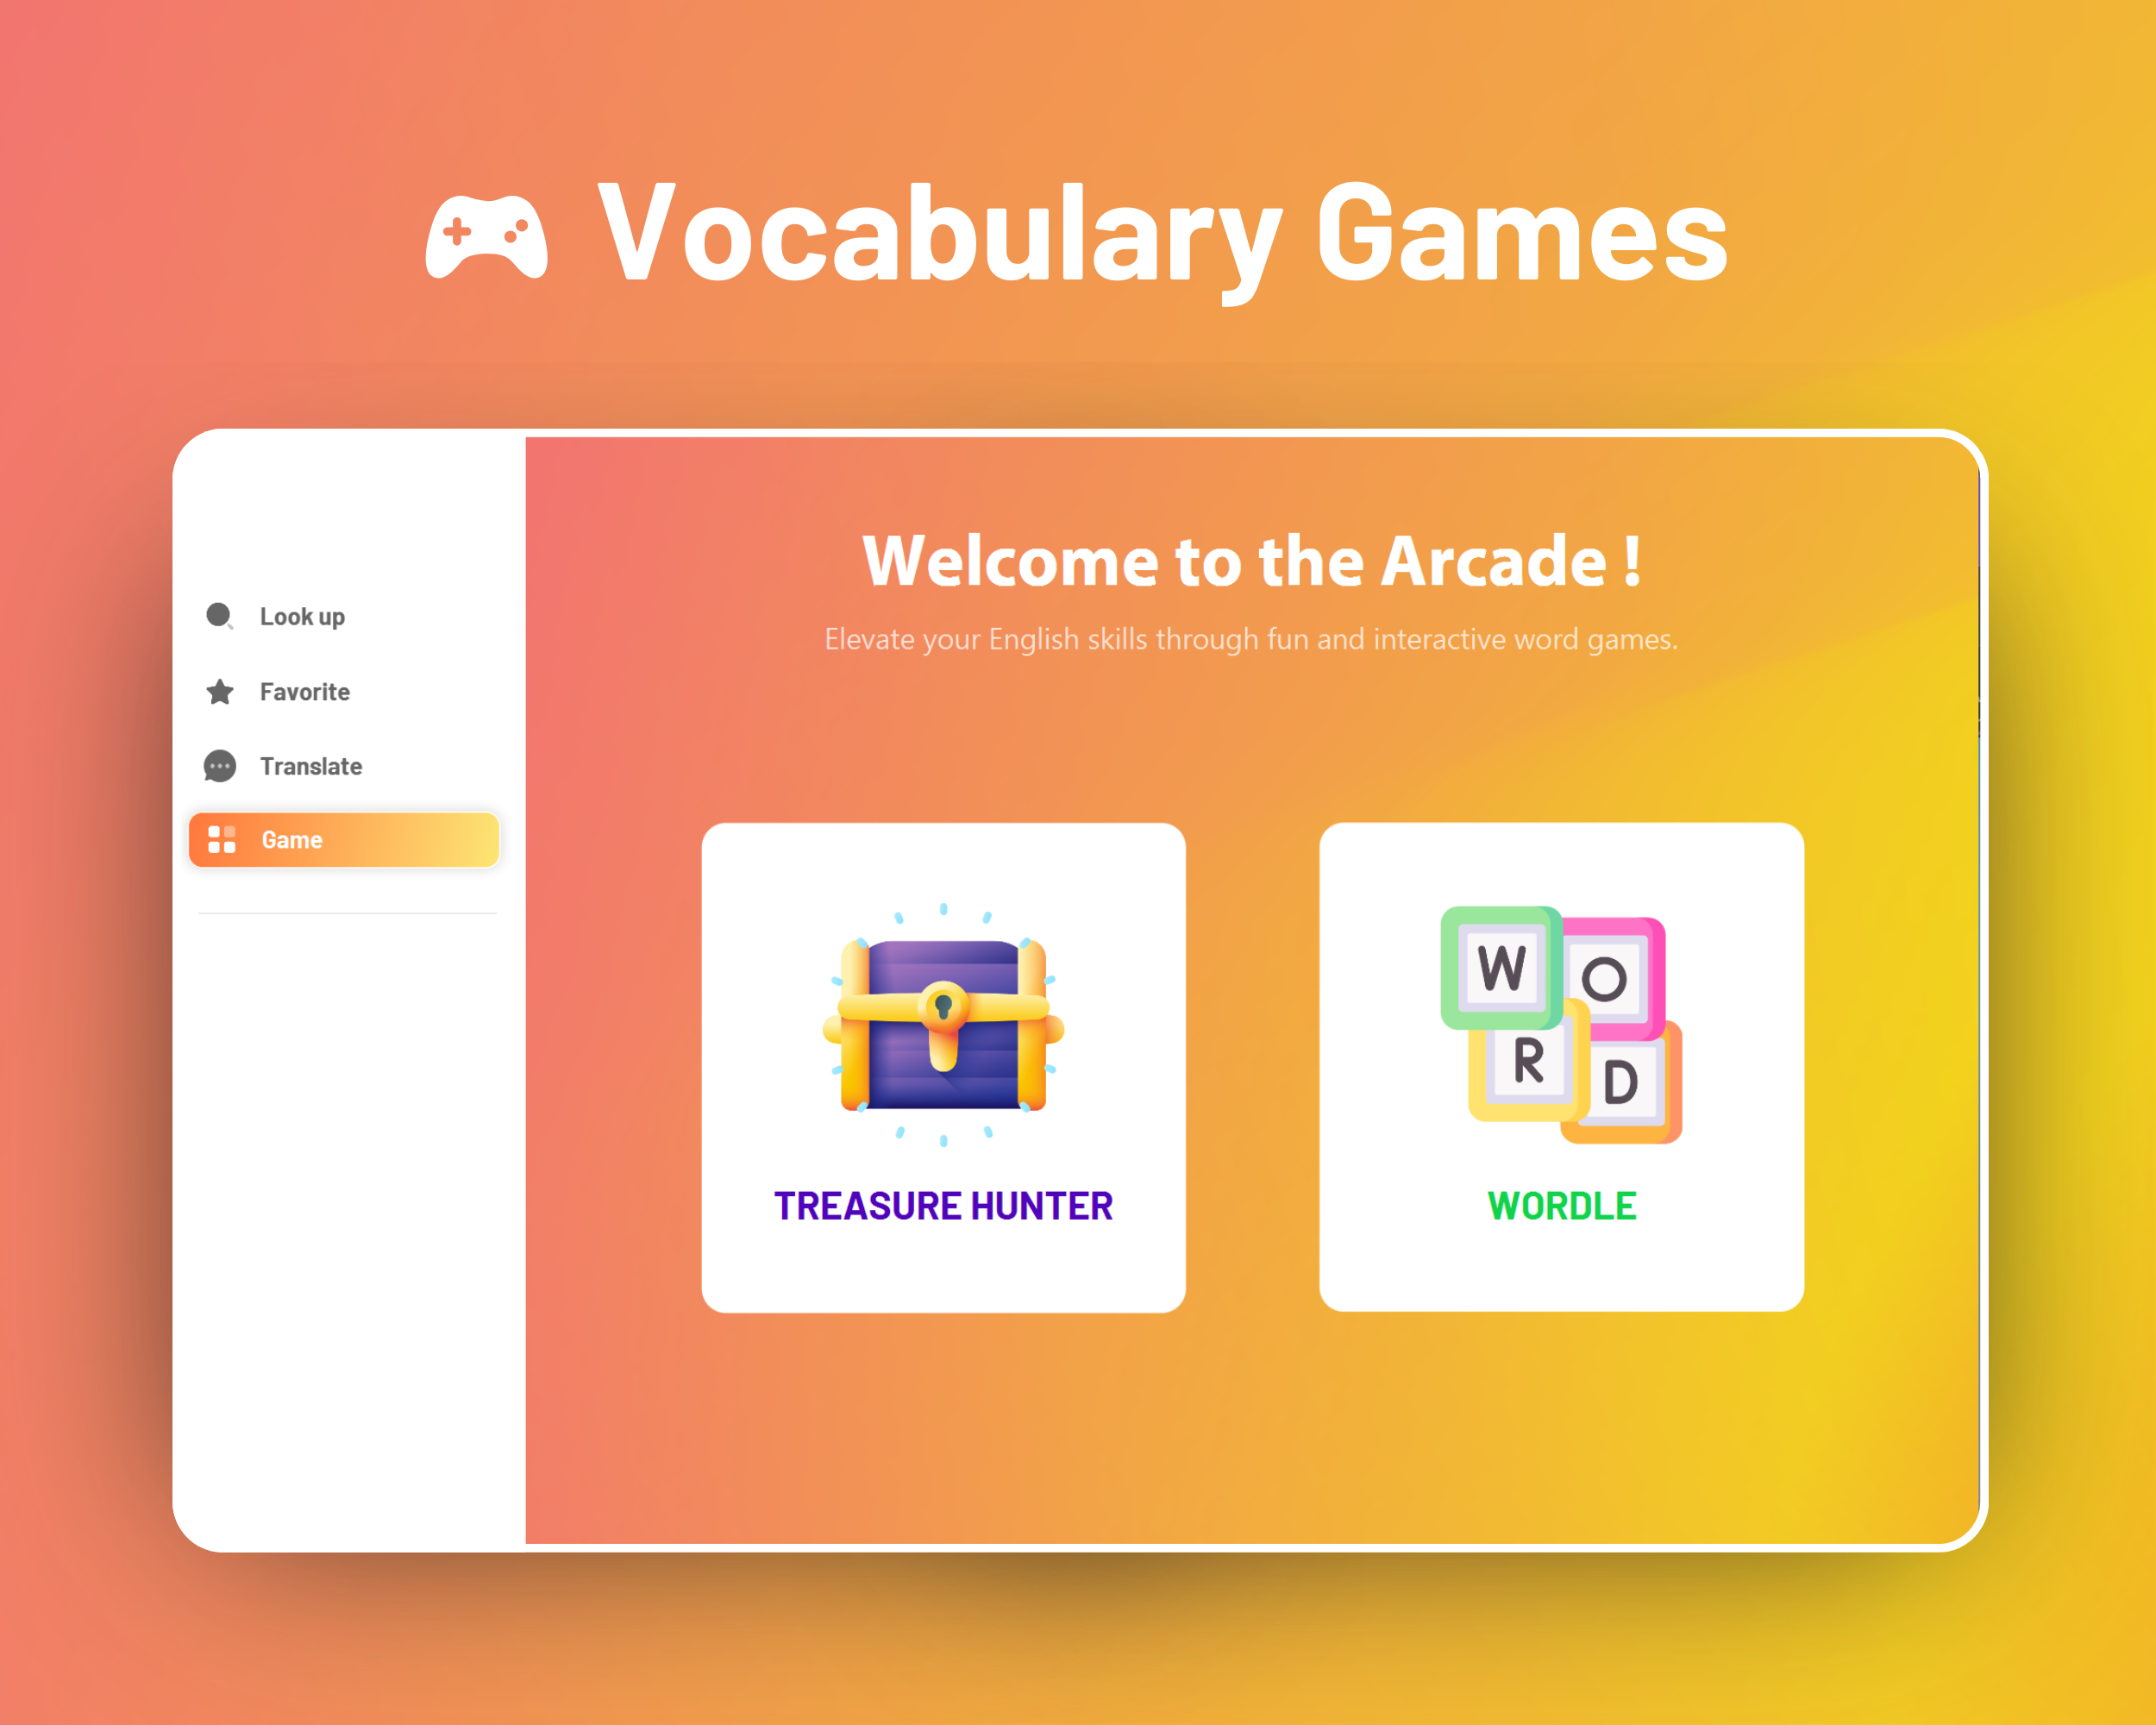 Vocabulary Games
Welcome to the Arcade !
Elevate your English skills through fun and interactive word games.
Look up
Favorite
Translate
Game
W
O
R
D
TREASURE HUNTER
WORDLE